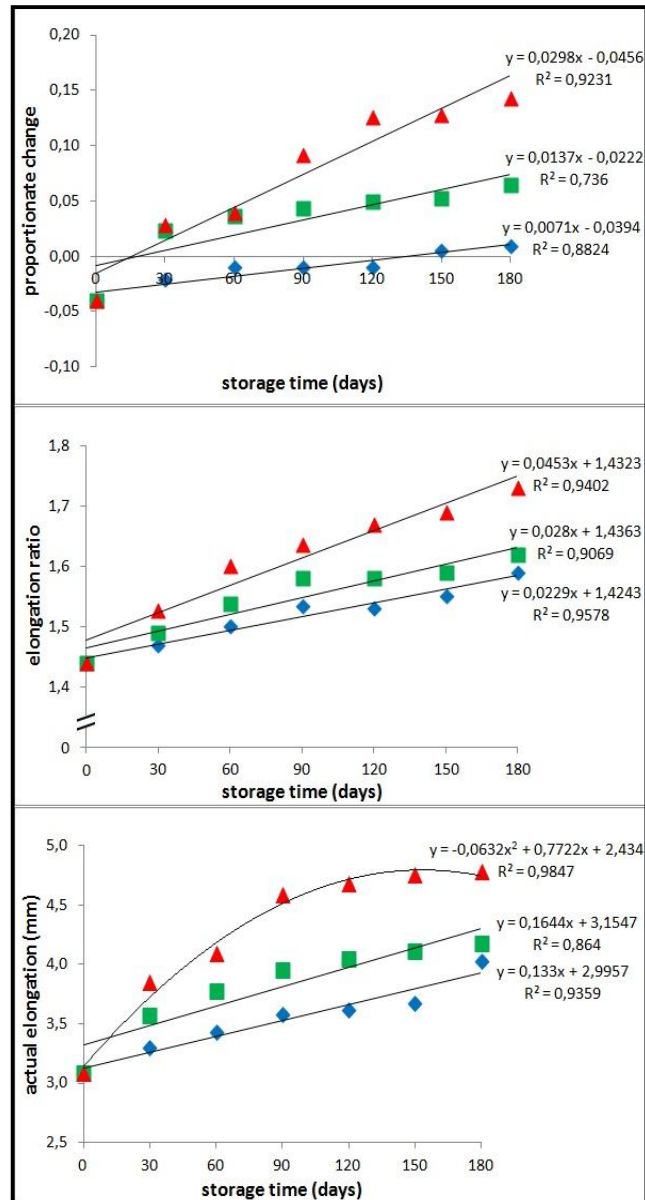 0,20
y = 0,0298x - 0,0456
R² = 0,9231
0,15
0,10
y = 0,0137x - 0,0222
R² = 0,736
0,05
y = 0,0071x - 0,0394
R² = 0,8824
0,00
0 30 60 90 120 150 180
-0,05
-0,10
proportionate change
storage time (days)
1,8
y = 0,0453x + 1,4323
R² = 0,9402
1,7
y = 0,028x + 1,4363
R² = 0,9069
1,6
y = 0,0229x + 1,4243
R² = 0,9578
1,5
1,4
0
elongation ratio
0 30 60 90 120 150 180
storage time (days)
5,0
y = -0,0632x² + 0,7722x + 2,434
R² = 0,9847
4,5
y = 0,1644x + 3,1547
R² = 0,864
4,0
y = 0,133x + 2,9957
R² = 0,9359
3,5
3,0
2,5
actual elongation (mm)
0 30 60 90 120 150 180
storage time (days)